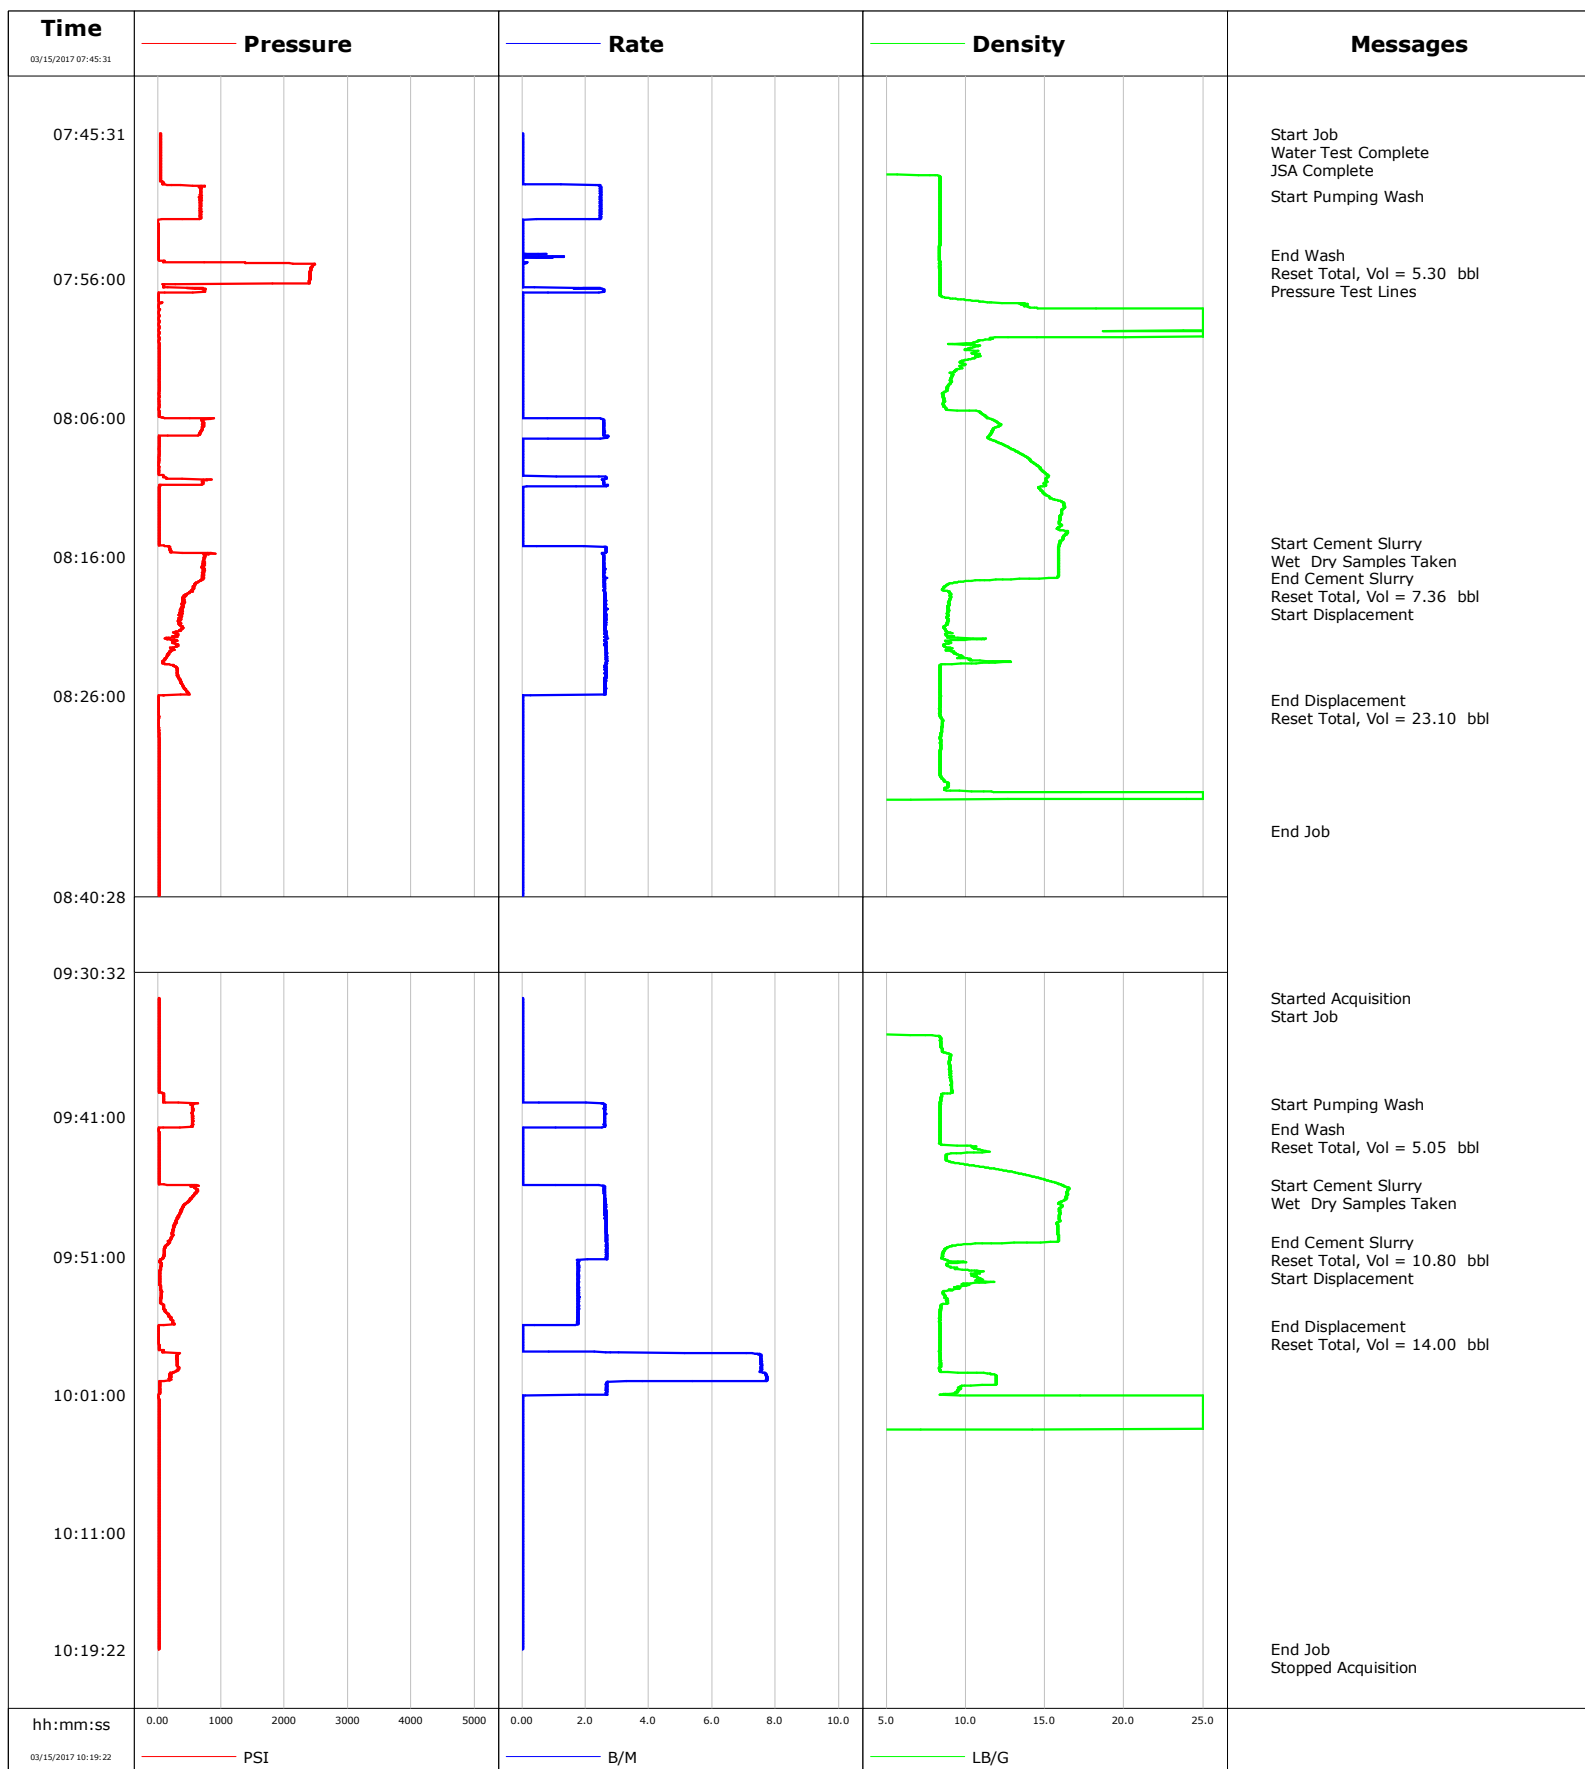 Time
03/15/2017 07:45:31
Pressure
Rate
Density
Messages
07:45:31
Start Job
Water Test Complete
JSA Complete
Start Pumping Wash
End Wash
07:56:00
Reset Total, Vol = 5.30 bbl
Pressure Test Lines
08:06:00
08:16:00
Start Cement Slurry
Wet Dry Samples Taken
End Cement Slurry
Reset Total, Vol = 7.36 bbl
Start Displacement
08:26:00
End Displacement
Reset Total, Vol = 23.10 bbl
End Job
08:40:28
09:30:32
Started Acquisition
Start Job
09:41:00
Start Pumping Wash
End Wash
Reset Total, Vol = 5.05 bbl
Start Cement Slurry
Wet Dry Samples Taken
09:51:00
End Cement Slurry
Reset Total, Vol = 10.80 bbl
Start Displacement
End Displacement
Reset Total, Vol = 14.00 bbl
10:01:00
10:11:00
10:19:22
End Job
Stopped Acquisition
hh:mm:ss
03/15/2017 10:19:22
0.00 1000 2000 3000 4000 5000
PSI
0.00 2.0 4.0 6.0 8.0 10.0
B/M
5.0 10.0 15.0 20.0 25.0
LB/G